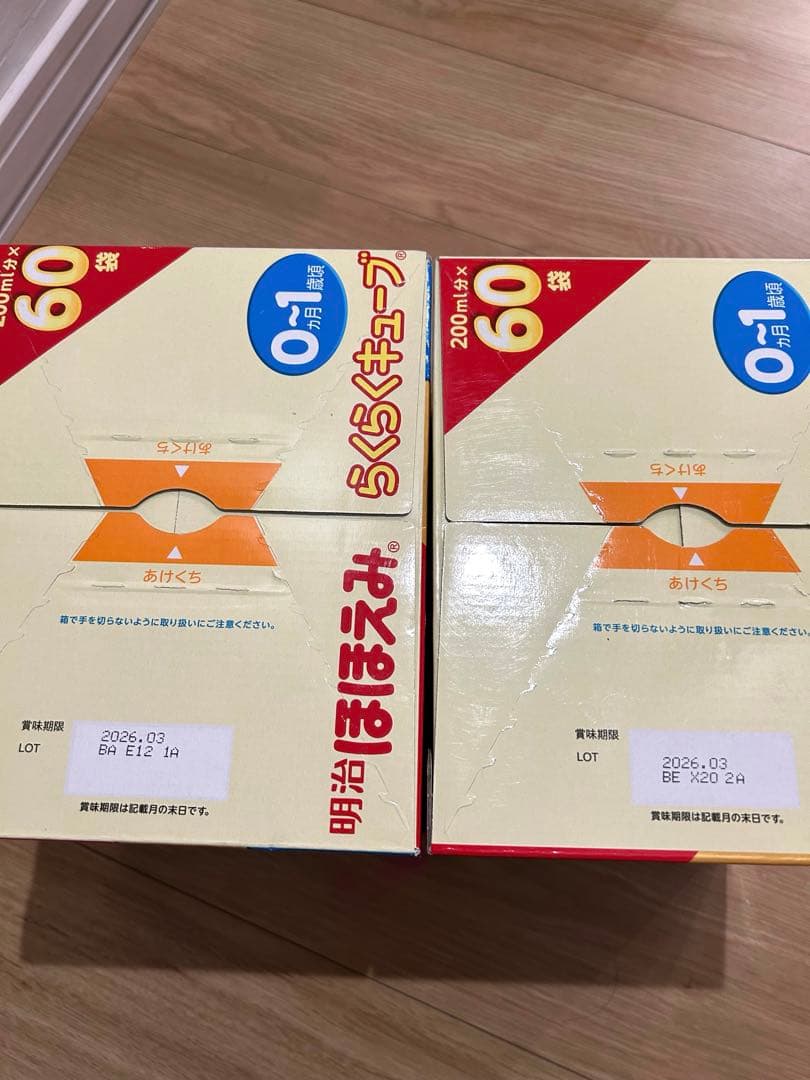 200ml分×
60袋
0~1
ヵ月
歳頃
らくらくキューブ®
あけくち
あけくち
箱で手を切らないように取り扱いにご注意ください。
明治ほほえみ®
賞味期限 2026.03
LOT BA E12 1A
賞味期限は記載月の末日です。
200ml分×
60袋
0~1
ヵ月
歳頃
あけくち
あけくち
箱で手を切らないように取り扱いにご注意ください。
賞味期限 2026.03
LOT BE X20 2A
賞味期限は記載月の末日です。